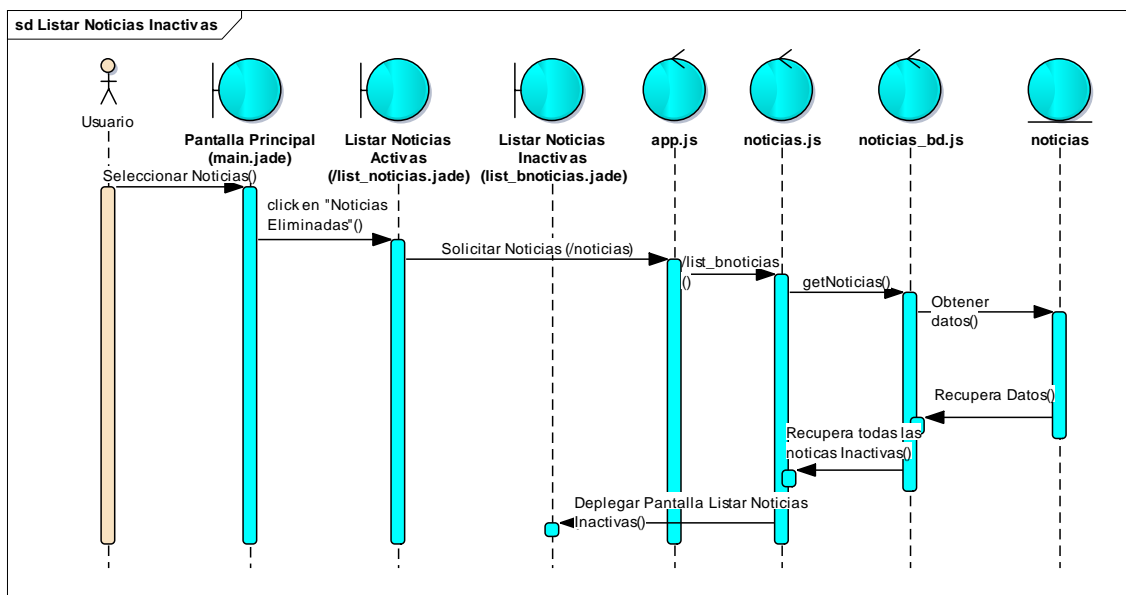 sd Listar Noticias Inactivas
Usuario
Pantalla Principal
(main.jade)
Listar Noticias
Activas
(/list_noticias.jade)
Listar Noticias
Inactivas
(list_bnoticias.jade)
app.js
noticias.js
noticias_bd.js
noticias
Seleccionar Noticias()
click en "Noticias
Eliminadas"()
Solicitar Noticias (/noticias)
/list_bnoticias
()
getNoticias()
Obtener
datos()
Recupera Datos()
Recupera todas las
noticas Inactivas()
Deplegar Pantalla Listar Noticias
Inactivas()